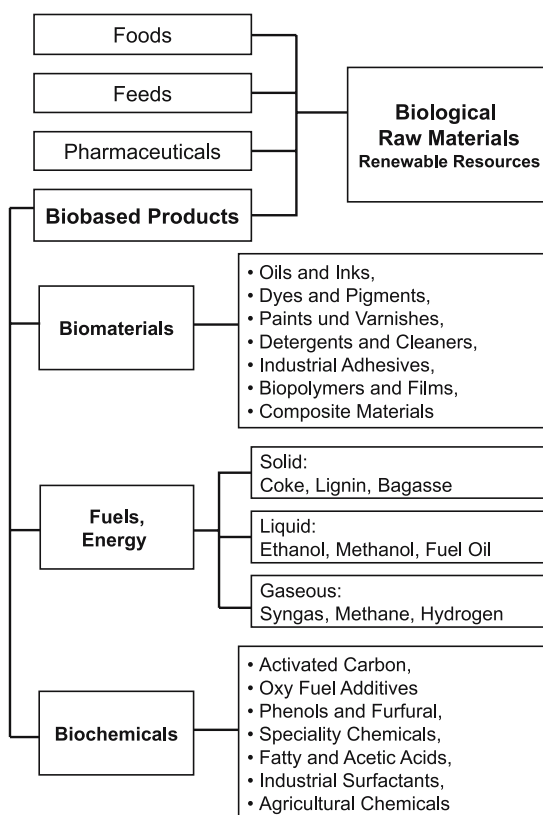 Foods
Feeds
Pharmaceuticals
Biobased Products
Biological
Raw Materials
Renewable Resources
Biomaterials
• Oils and Inks,
• Dyes and Pigments,
• Paints und Varnishes,
• Detergents and Cleaners,
• Industrial Adhesives,
• Biopolymers and Films,
• Composite Materials
Fuels,
Energy
Solid:
Coke, Lignin, Bagasse
Liquid:
Ethanol, Methanol, Fuel Oil
Gaseous:
Syngas, Methane, Hydrogen
Biochemicals
• Activated Carbon,
• Oxy Fuel Additives
• Phenols and Furfural,
• Speciality Chemicals,
• Fatty and Acetic Acids,
• Industrial Surfactants,
• Agricultural Chemicals